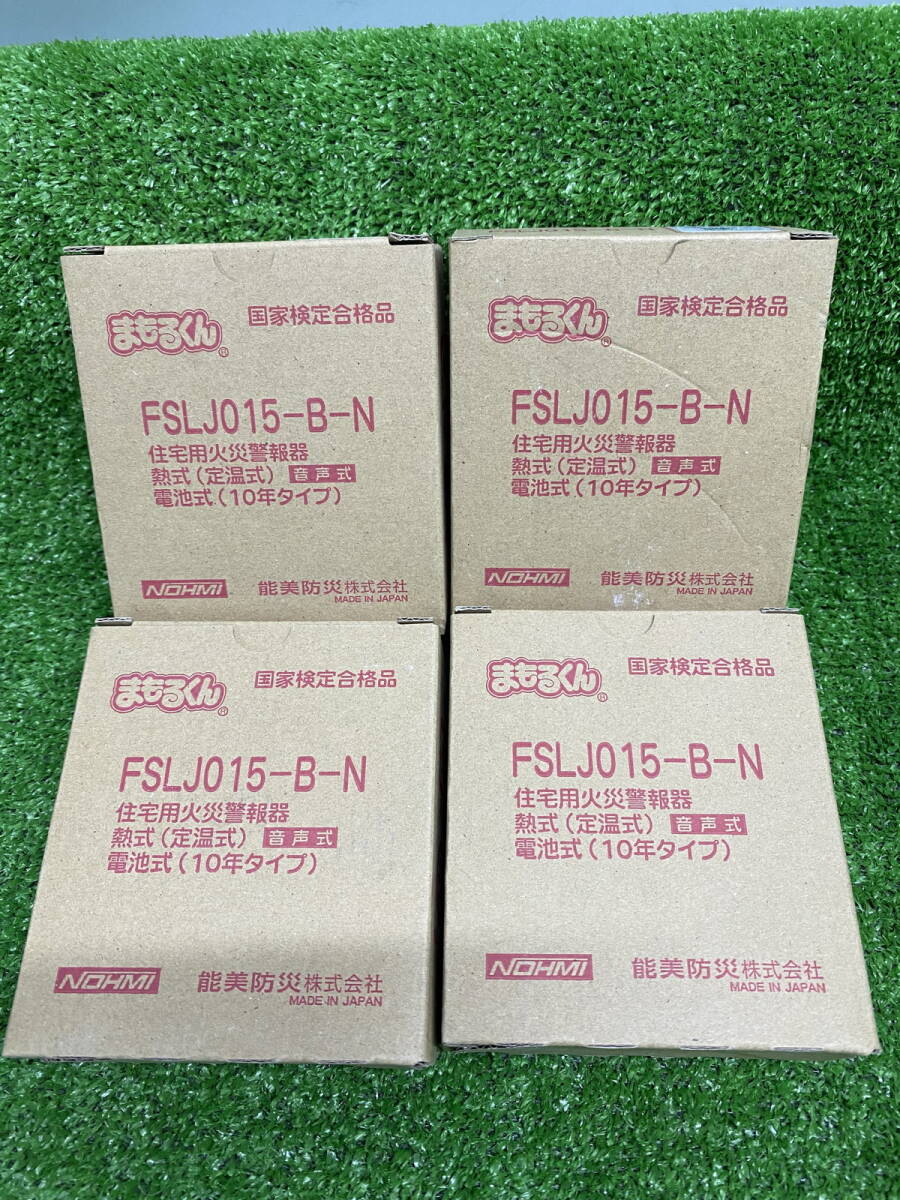 まもるくん® 国家検定合格品
FSLJ015-B-N
住宅用火災警報器
熱式(定温式) 音声式
電池式(10年タイプ)
NOHMI 能美防災株式会社
MADE IN JAPAN
まもるくん® 国家検定合格品
FSLJ015-B-N
住宅用火災警報器
熱式(定温式) 音声式
電池式(10年タイプ)
NOHMI 能美防災株式会社
MADE IN JAPAN
まもるくん® 国家検定合格品
FSLJ015-B-N
住宅用火災警報器
熱式(定温式) 音声式
電池式(10年タイプ)
NOHMI 能美防災株式会社
MADE IN JAPAN
まもるくん® 国家検定合格品
FSLJ015-B-N
住宅用火災警報器
熱式(定温式) 音声式
電池式(10年タイプ)
NOHMI 能美防災株式会社
MADE IN JAPAN